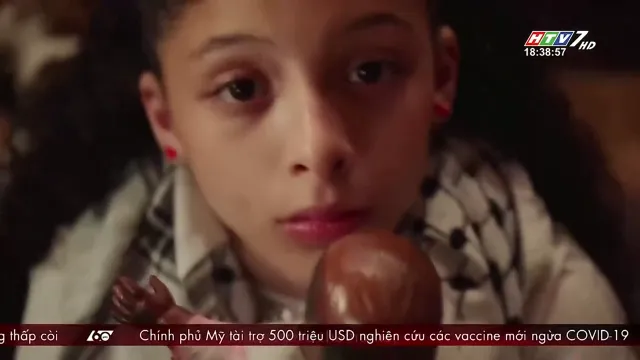 HTV7 HD
18:38:57
g thấp còi 60 Chính phủ Mỹ tài trợ 500 triệu USD nghiên cứu các vaccine mới ngừa COVID-19